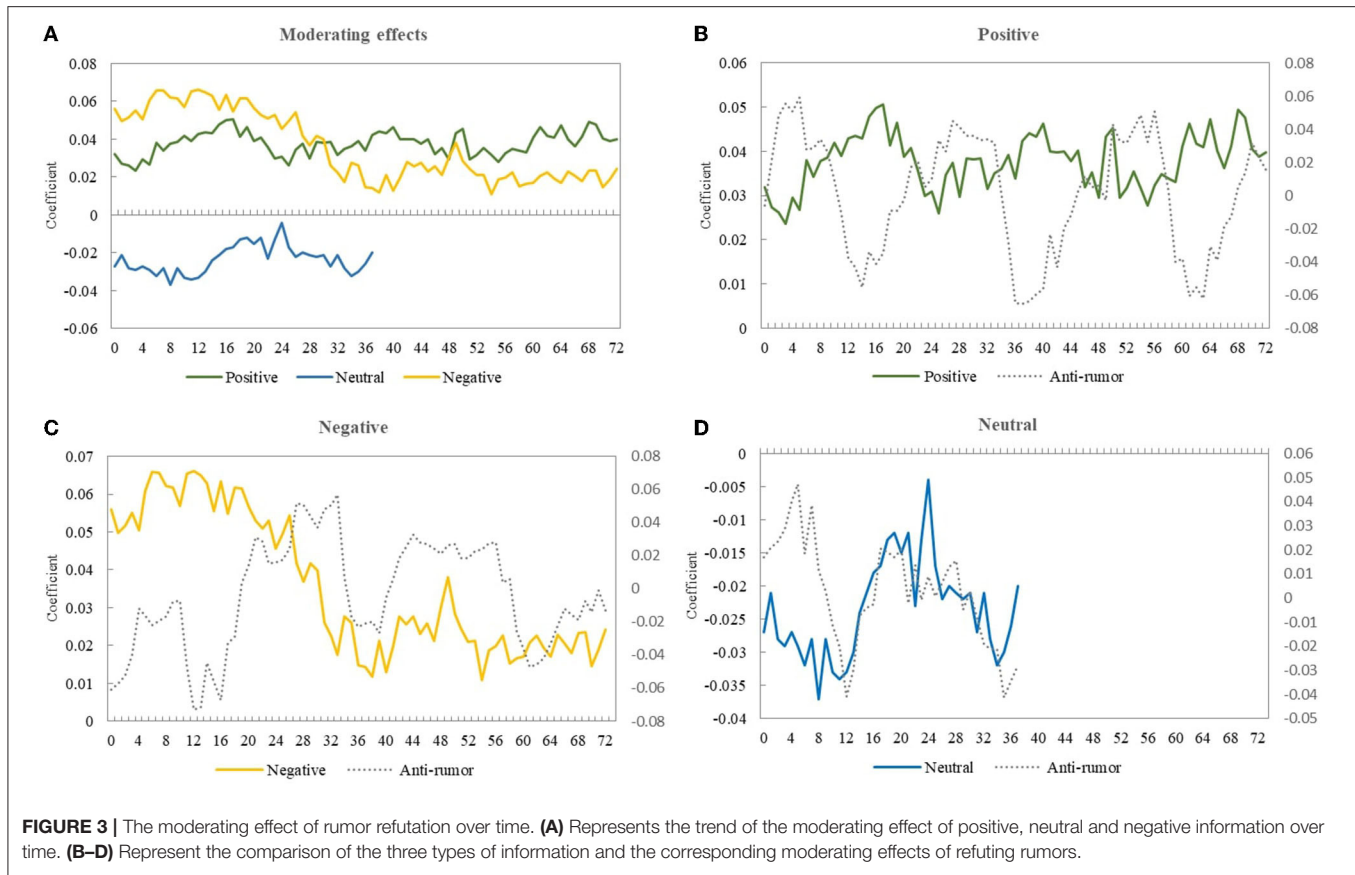 A
Moderating effects
Coefficient
0.08
0.06
0.04
0.02
0
-0.02
-0.04
-0.06
0 4 8 12 16 20 24 28 32 36 40 44 48 52 56 60 64 68 72
Positive Neutral Negative
B
Positive
Coefficient
0.06
0.05
0.04
0.03
0.02
0.01
0
0.08
0.06
0.04
0.02
0
-0.02
-0.04
-0.06
-0.08
0 4 8 12 16 20 24 28 32 36 40 44 48 52 56 60 64 68 72
Positive Anti-rumor
C
Negative
Coefficient
0.07
0.06
0.05
0.04
0.03
0.02
0.01
0
0.08
0.06
0.04
0.02
0
-0.02
-0.04
-0.06
-0.08
0 4 8 12 16 20 24 28 32 36 40 44 48 52 56 60 64 68 72
Negative Anti-rumor
D
Neutral
Coefficient
0
-0.005
-0.01
-0.015
-0.02
-0.025
-0.03
-0.035
-0.04
0.06
0.05
0.04
0.03
0.02
0.01
0
-0.01
-0.02
-0.03
-0.04
-0.05
0 4 8 12 16 20 24 28 32 36 40 44 48 52 56 60 64 68 72
Neutral Anti-rumor
FIGURE 3 | The moderating effect of rumor refutation over time. (A) Represents the trend of the moderating effect of positive, neutral and negative information over
time. (B–D) Represent the comparison of the three types of information and the corresponding moderating effects of refuting rumors.